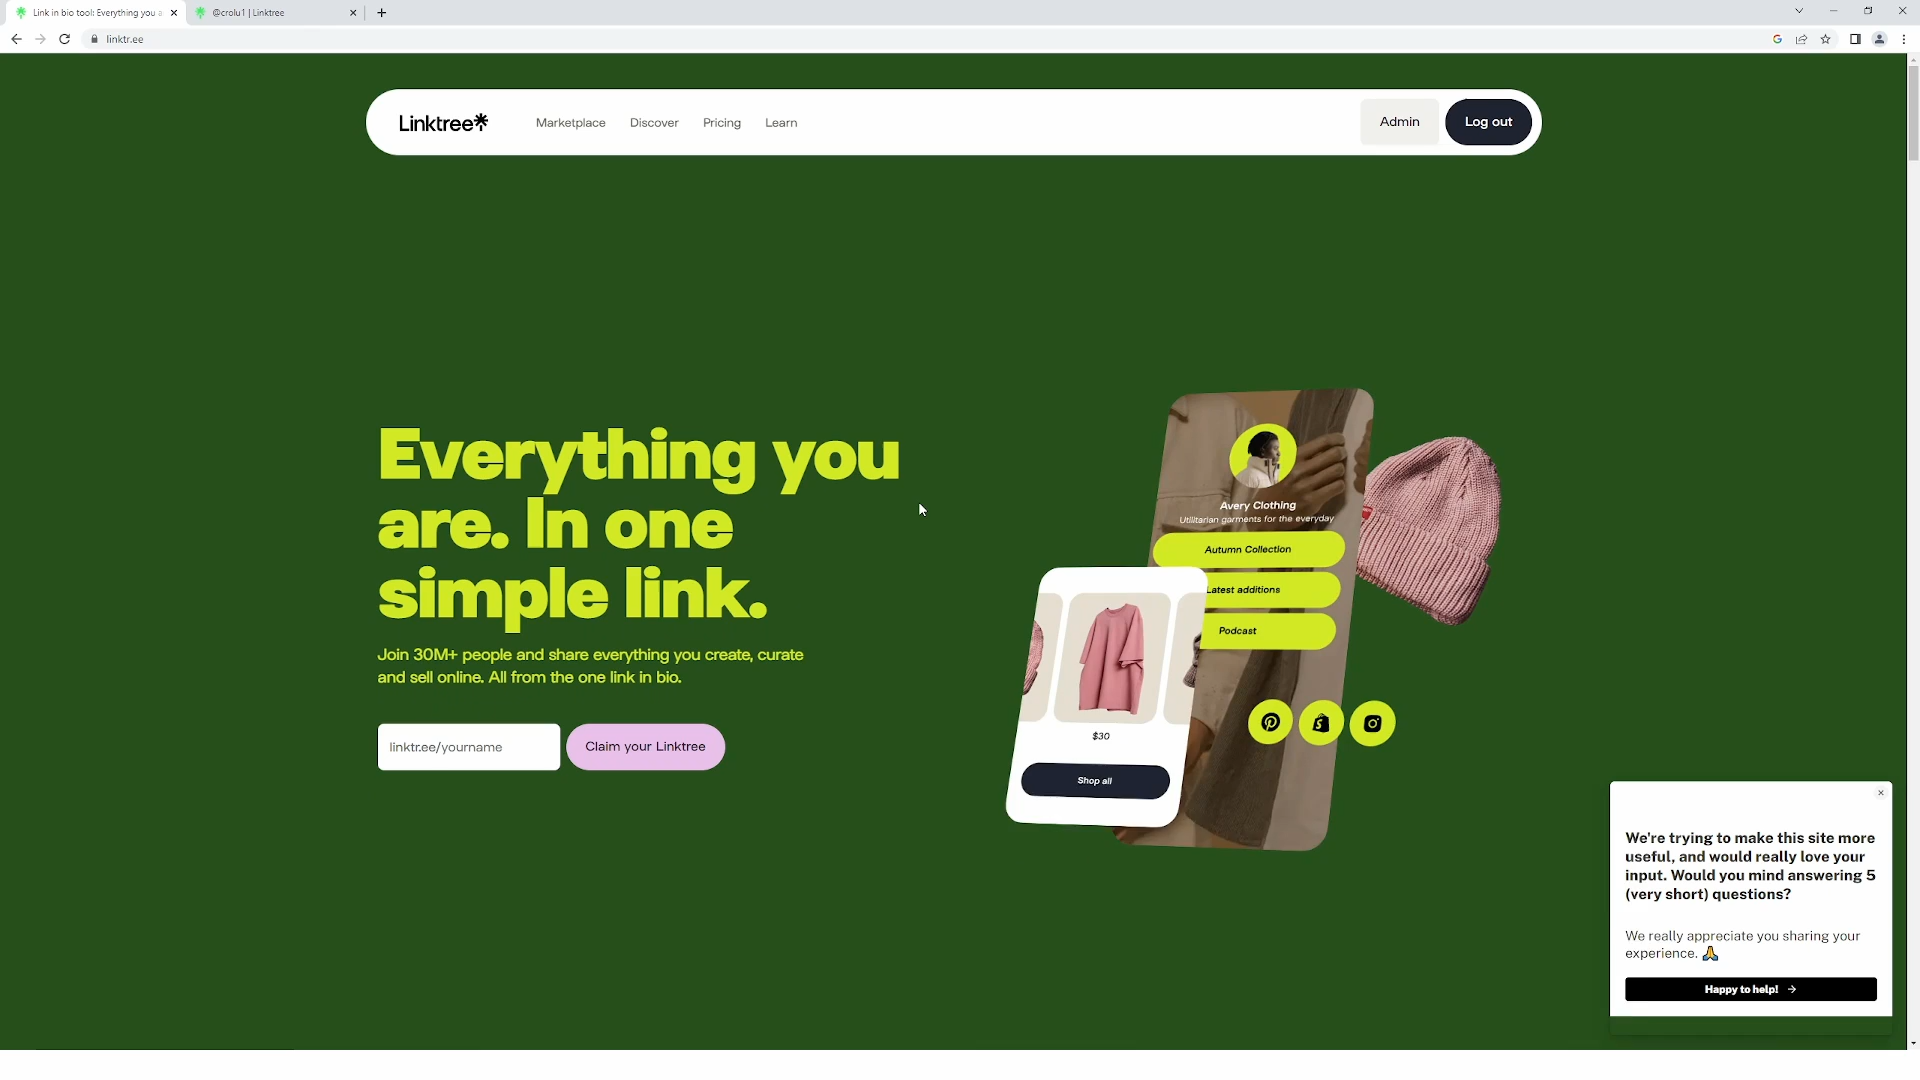 Link in bio tool: Everything you a
@crolu1 | Linktree
linktr.ee
Linktree
Marketplace
Discover
Pricing
Learn
Admin
Log out
Everything you
are. In one
simple link.
Join 30M+ people and share everything you create, curate
and sell online. All from the one link in bio.
linktr.ee/yourname
Claim your Linktree
Avery Clothing
Utilitarian garments for the everyday
Autumn Collection
Latest additions
Podcast
$30
Shop all
We're trying to make this site more
useful, and would really love your
input. Would you mind answering 5
(very short) questions?
We really appreciate you sharing your
experience. 🙏
Happy to help! →